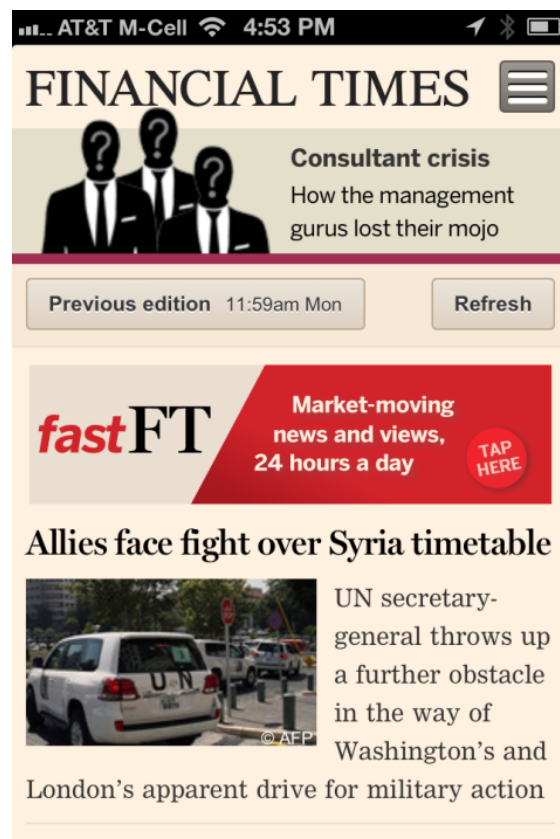 AT&T M-Cell 4:53 PM
FINANCIAL TIMES
? ? ?
Consultant crisis
How the management
gurus lost their mojo
Previous edition 11:59am Mon
Refresh
fastFT
Market-moving
news and views,
24 hours a day
TAP
HERE
Allies face fight over Syria timetable
UN
© AFP
UN secretary-
general throws up
a further obstacle
in the way of
Washington's and
London's apparent drive for military action